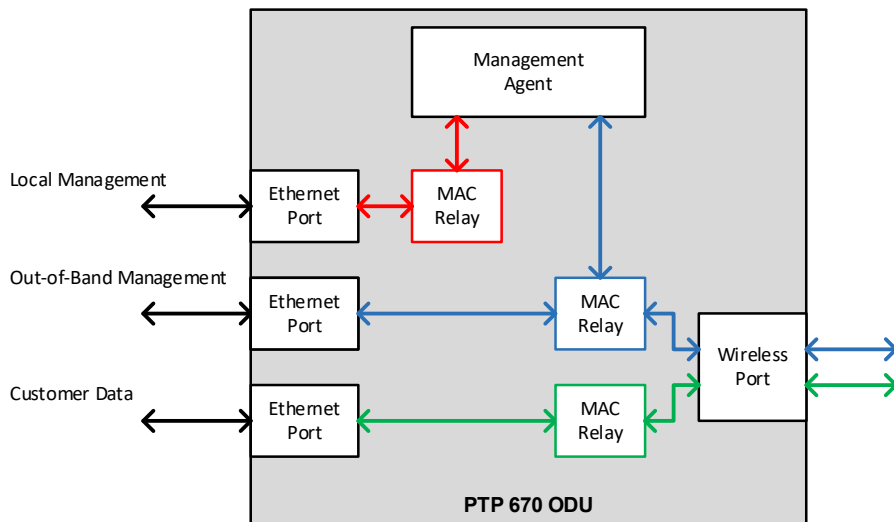 Management
Agent
Local Management
Ethernet
Port
MAC
Relay
Out-of-Band Management
Ethernet
Port
MAC
Relay
Wireless
Port
Customer Data
Ethernet
Port
MAC
Relay
PTP 670 ODU